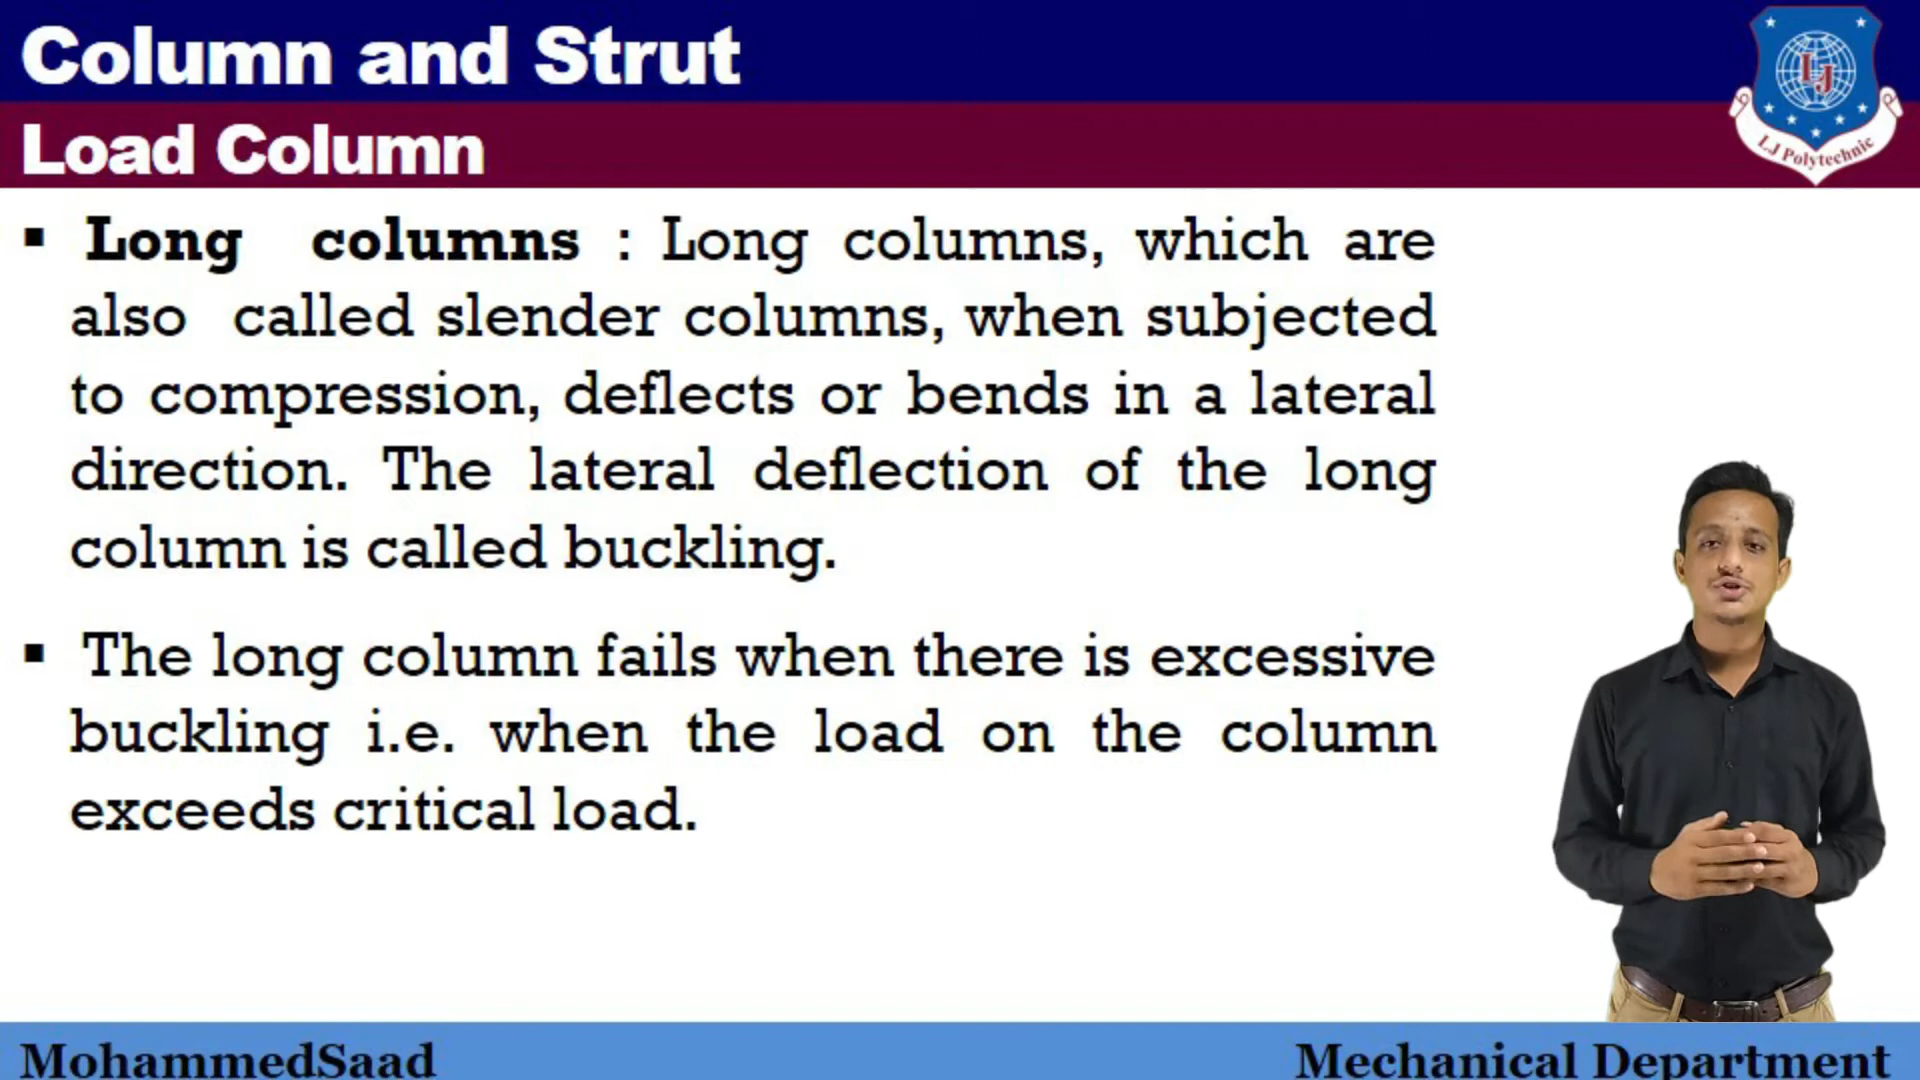 Column and Strut
Load Column
LJ
LJ Polytechnic
▪ Long columns : Long columns, which are
also called slender columns, when subjected
to compression, deflects or bends in a lateral
direction. The lateral deflection of the long
column is called buckling.
▪ The long column fails when there is excessive
buckling i.e. when the load on the column
exceeds critical load.
MohammedSaad
Mechanical Department